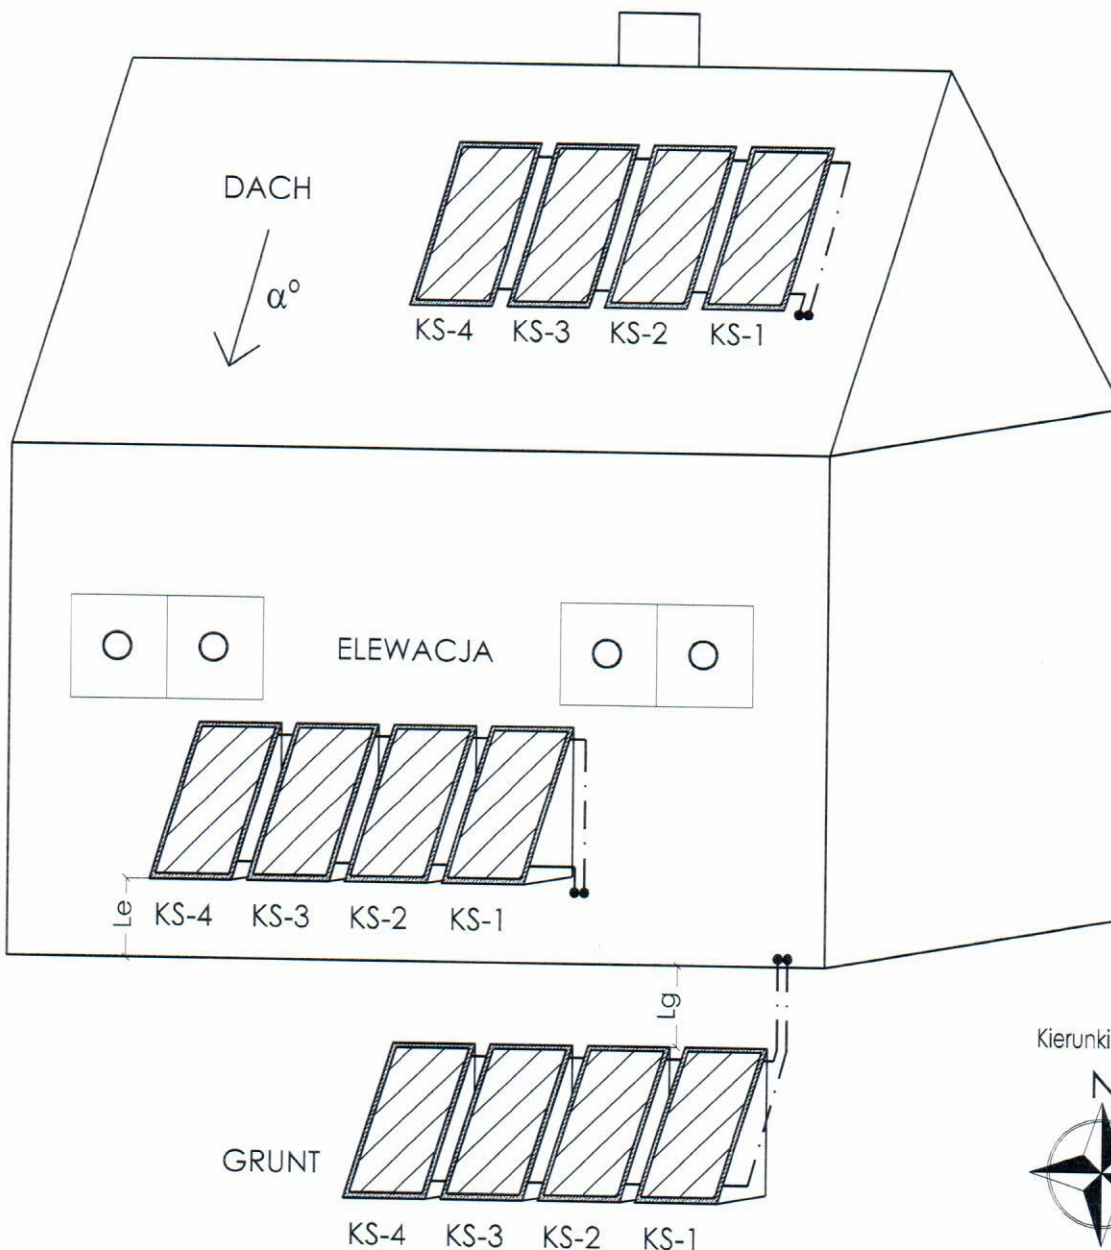 DACH
α°
KS-4 KS-3 KS-2 KS-1
ELEWACJA
Le
KS-4 KS-3 KS-2 KS-1
Lg
Kierunki
N
GRUNT
KS-4 KS-3 KS-2 KS-1